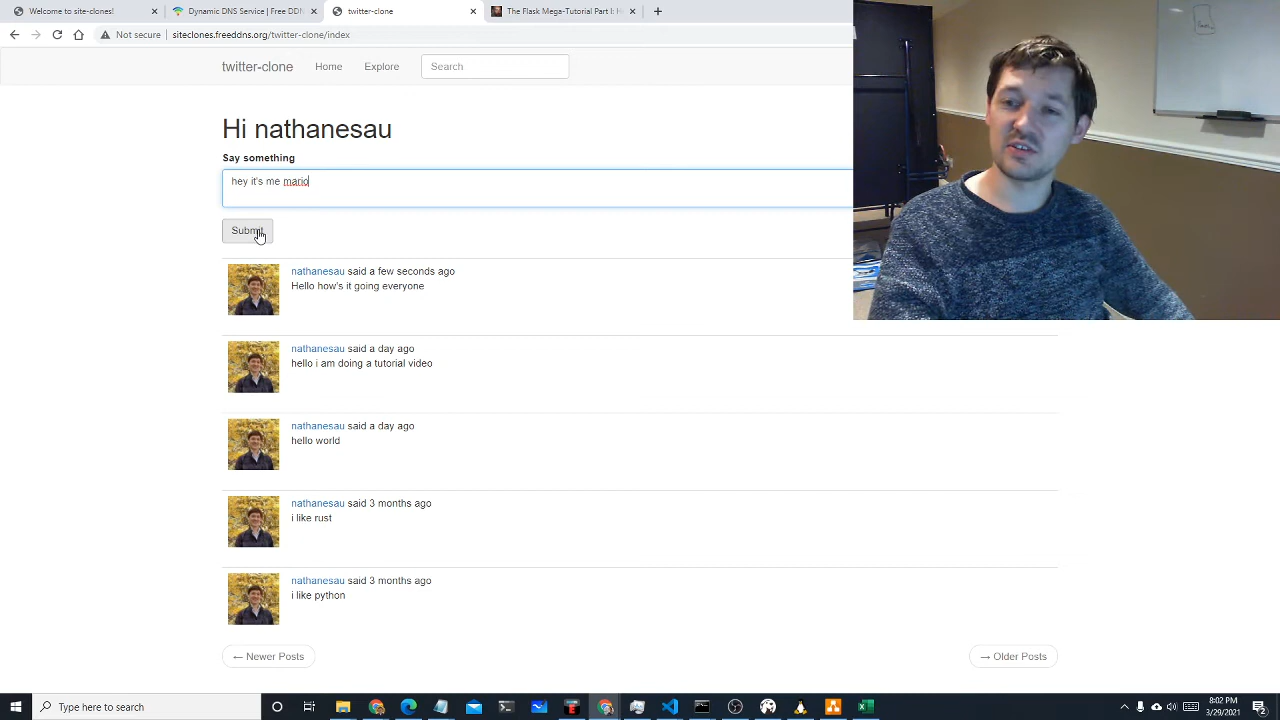 Welcome to site-clones!
Dynamic DNS Service | Free DD
twitter-clone
The Flask Mega-Tutorial Part I: H
Not secure
siteclones.freeddns.org/twitter-clone/index
twitter-clone
Home
Explore
Search
Hi nathanesau
Say something
hey it's me mario
Submit
nathanesau said a few seconds ago
Hello how's it going everyone
nathanesau said a day ago
hello i am doing a tutorial video
nathanesau said a day ago
hello world
nathanesau said 3 months ago
i like rust
nathanesau said 3 months ago
i like python
← Newer Posts
→ Older Posts
Type here to search
8:02 PM
3/29/2021